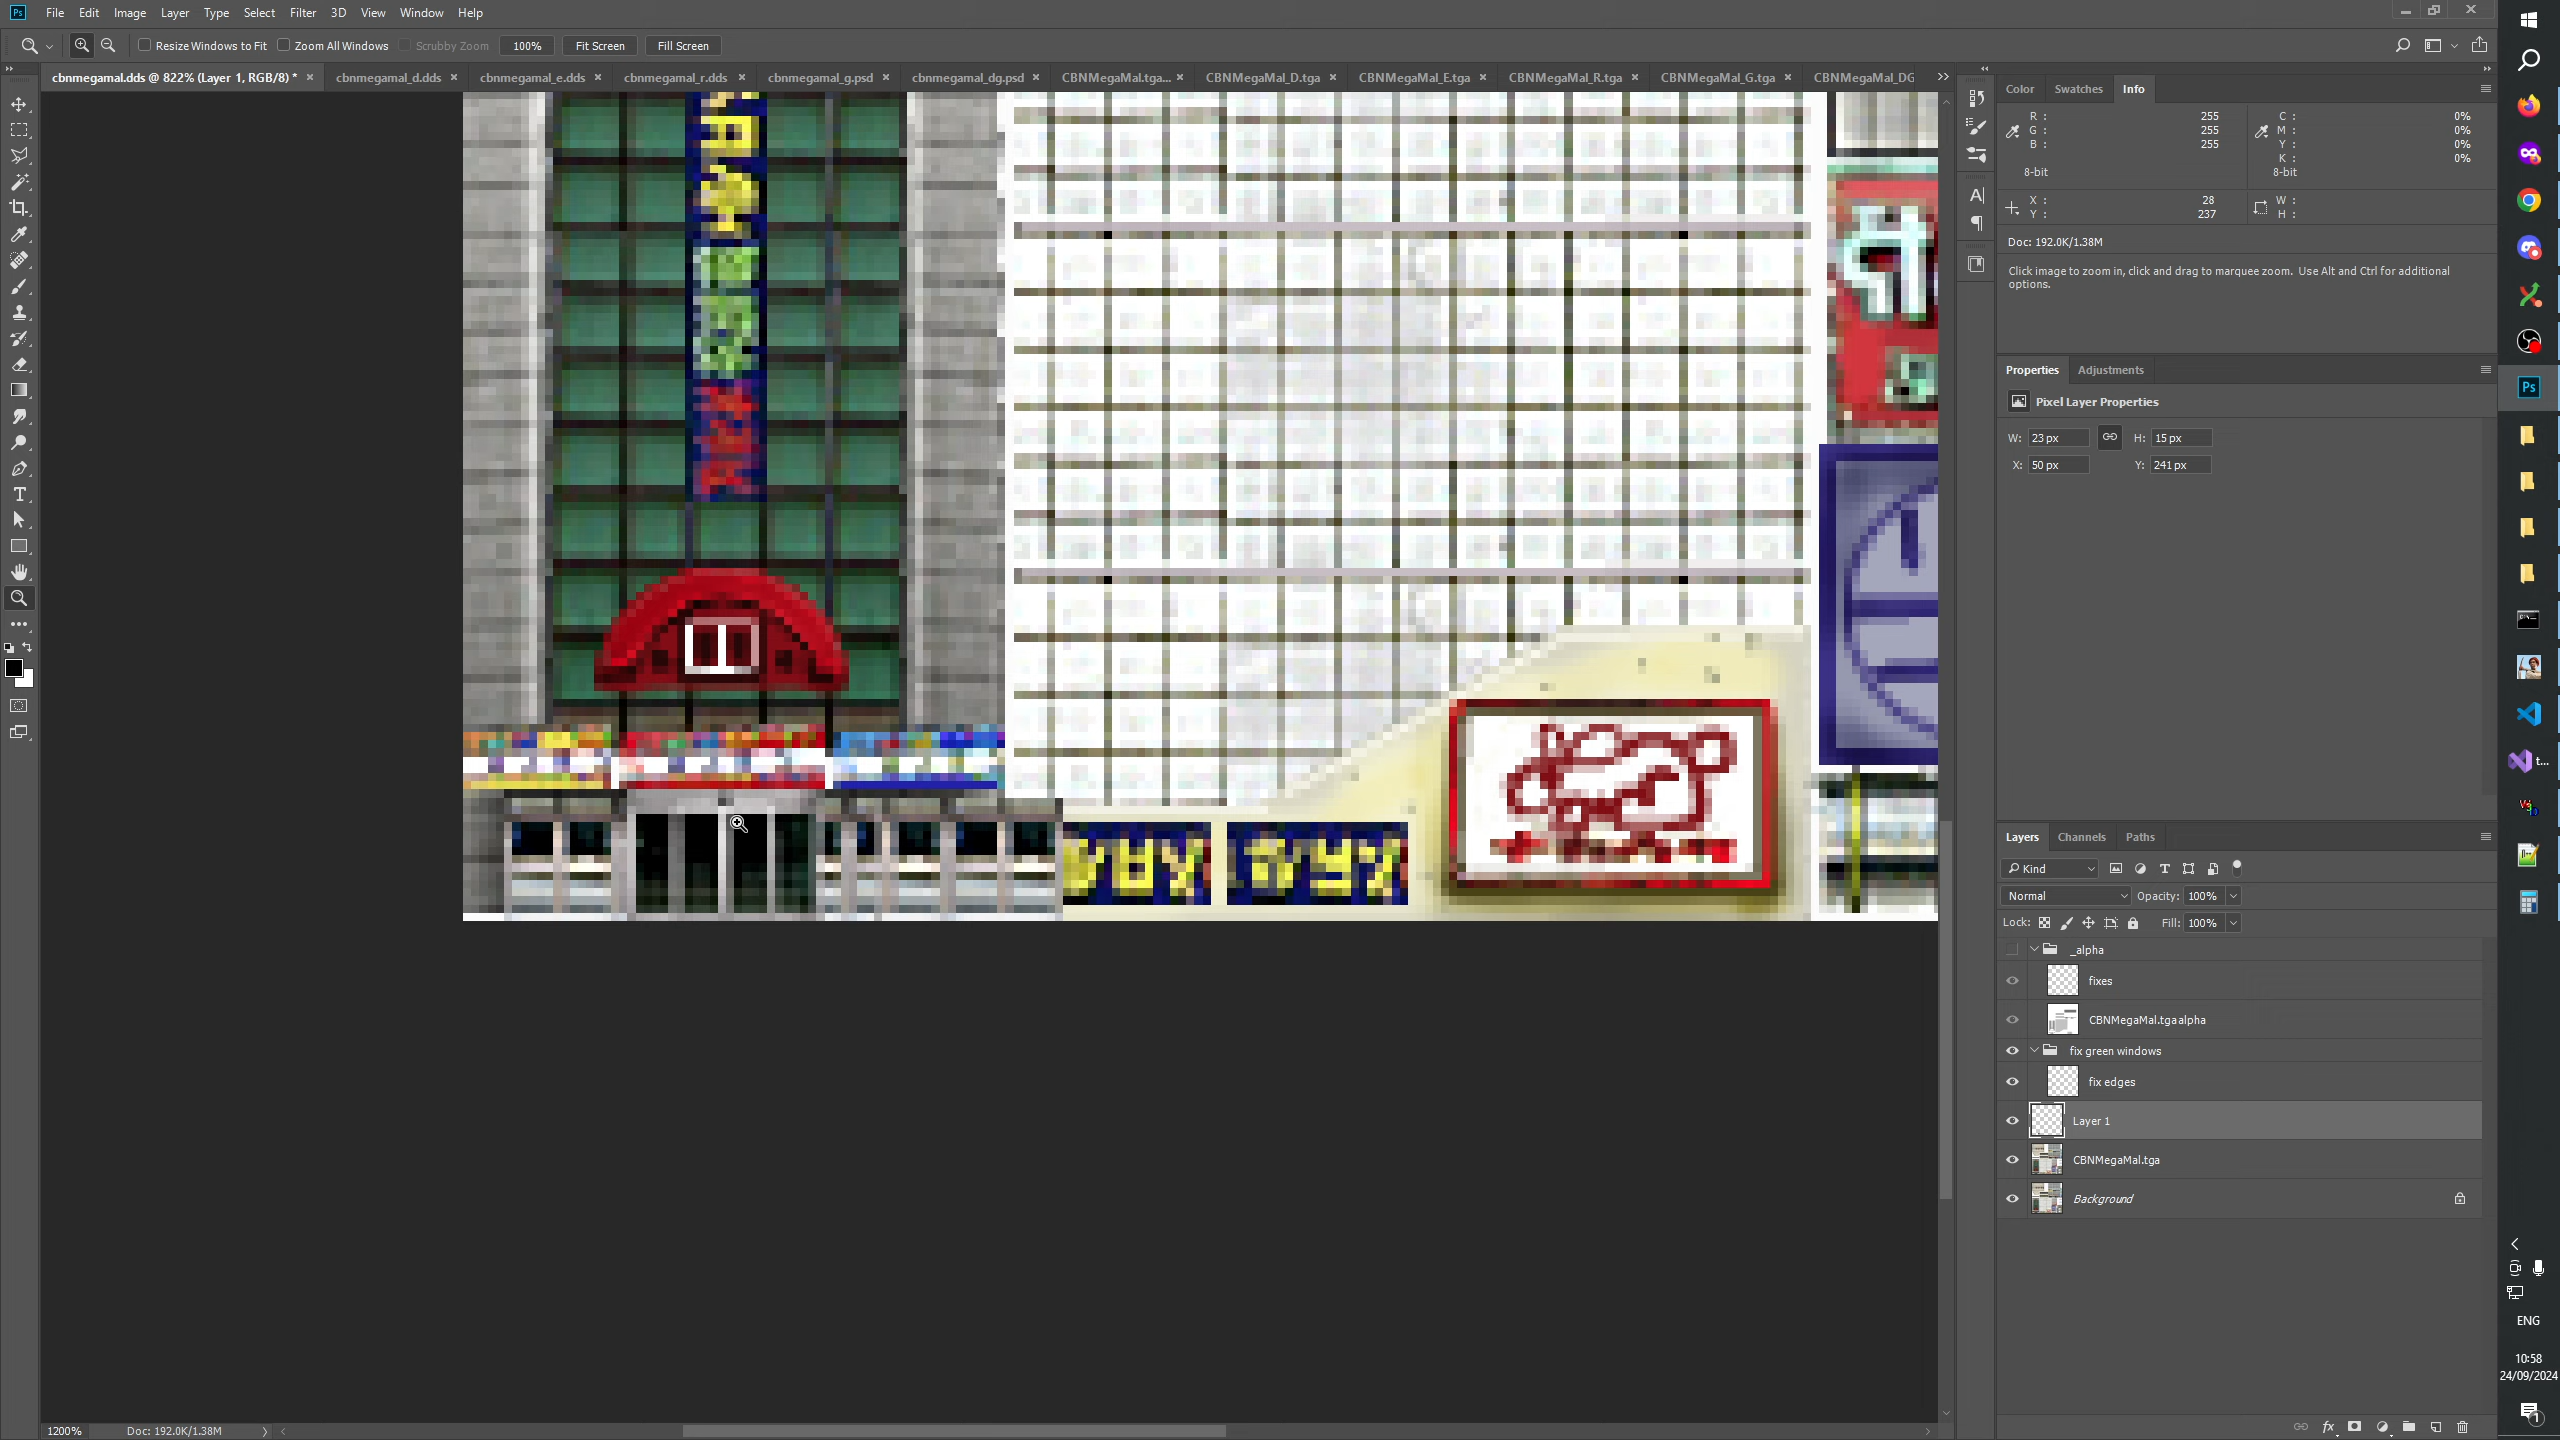 File Edit Image Layer Type Select Filter 3D View Window Help
Resize Windows to Fit Zoom All Windows Scrubby Zoom 100% Fit Screen Fill Screen
cbnmegamal.dds @ 822% (Layer 1, RGB/8) * × cbnmegamal_d.dds × cbnmegamal_e.dds × cbnmegamal_r.dds × cbnmegamal_g.psd × cbnmegamal_dg.psd × CBNMegaMal.tga... × CBNMegaMal_D.tga × CBNMegaMal_E.tga × CBNMegaMal_R.tga × CBNMegaMal_G.tga × CBNMegaMal_DG
Color Swatches Info
R : 255 C : 0%
G : 255 M : 0%
B : 255 Y : 0%
K : 0%
8-bit 8-bit
X : 28 W :
Y : 237 H :
Doc: 192.0K/1.38M
Click image to zoom in, click and drag to marquee zoom. Use Alt and Ctrl for additional
options.
Properties Adjustments
Pixel Layer Properties
W: 23 px H: 15 px
X: 50 px Y: 241 px
Layers Channels Paths
Kind
Normal Opacity: 100%
Lock: Fill: 100%
_alpha
fixes
CBNMegaMal.tgaalpha
fix green windows
fix edges
Layer 1
CBNMegaMal.tga
Background
1200% Doc: 192.0K/1.38M
Ps
t...
ENG
10:58
24/09/2024
1